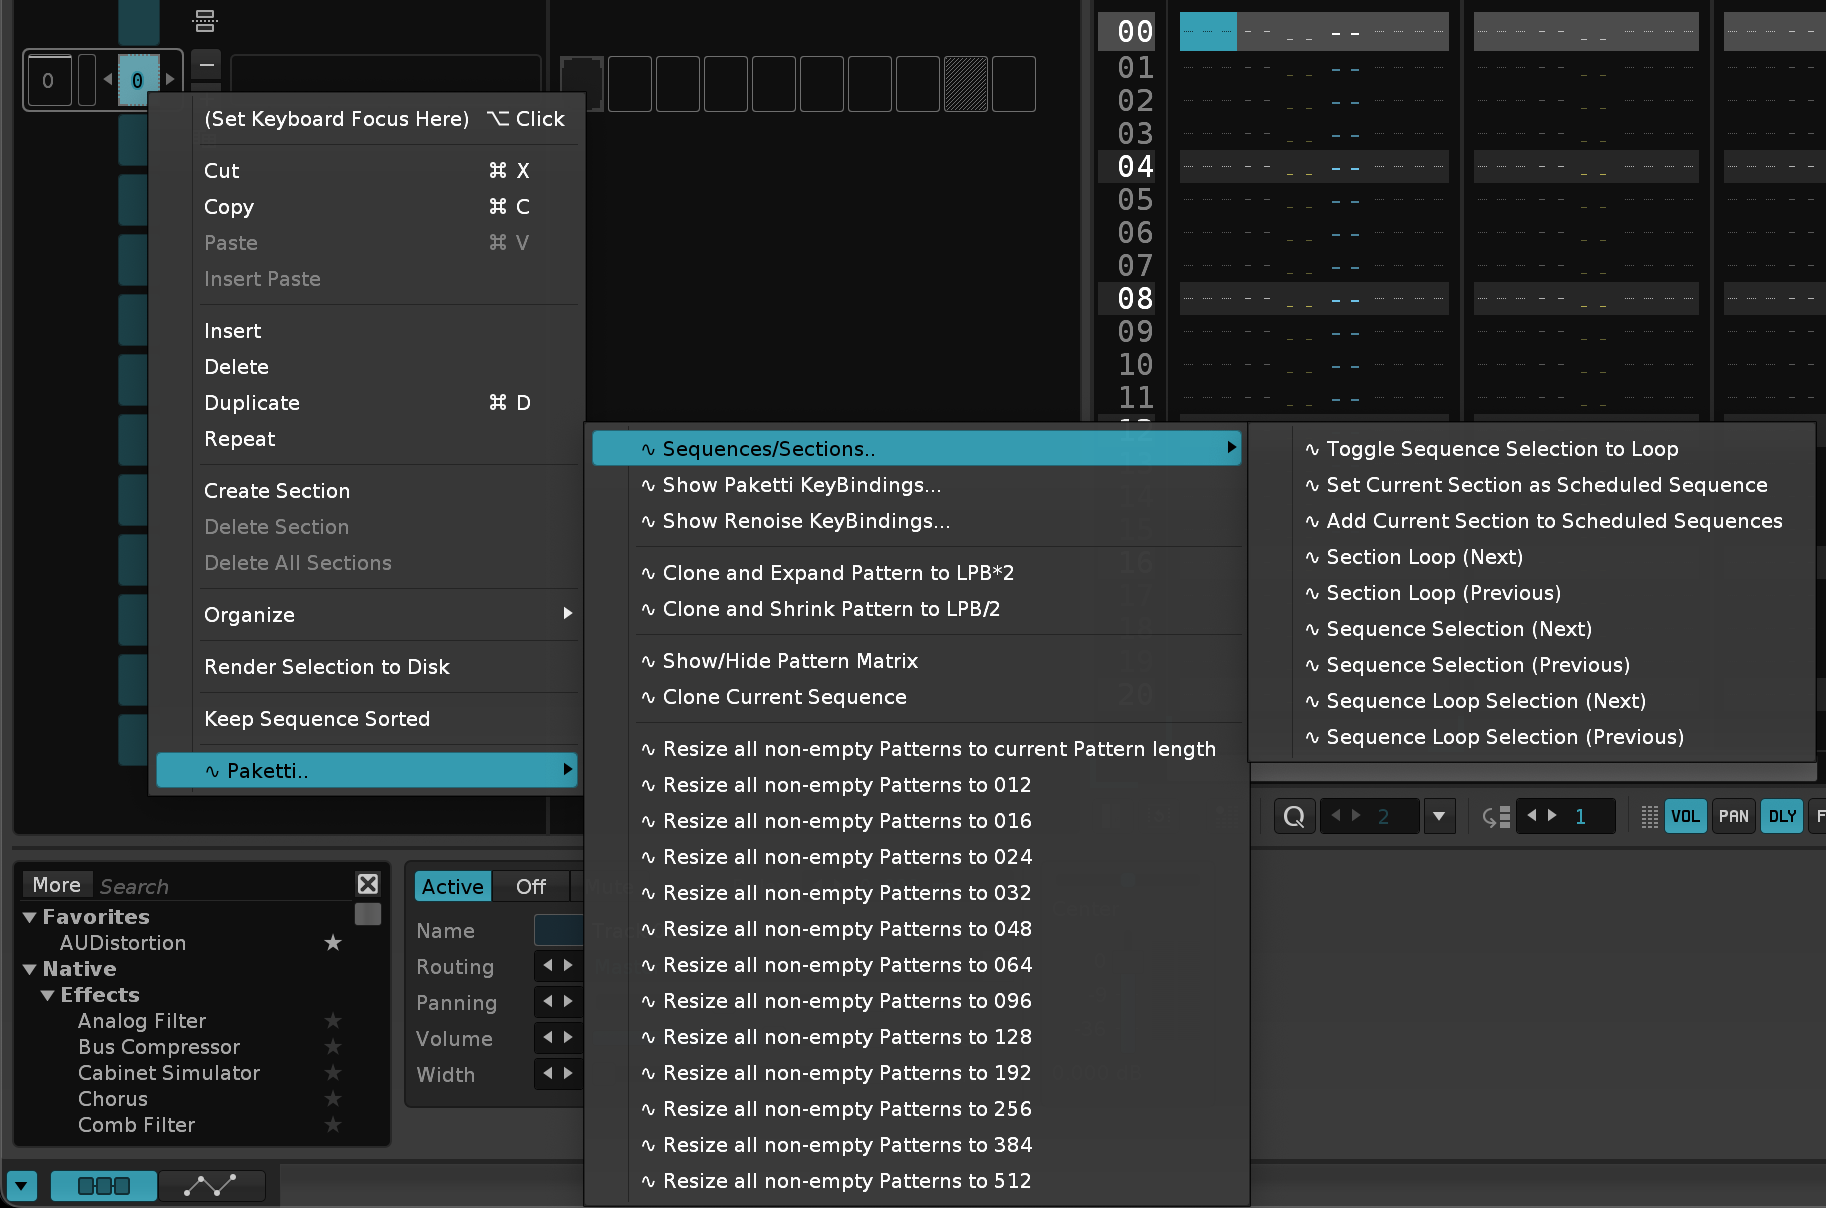 0
0
(Set Keyboard Focus Here) ⌥ Click
Cut ⌘ X
Copy ⌘ C
Paste ⌘ V
Insert Paste
Insert
Delete
Duplicate ⌘ D
Repeat
Create Section
Delete Section
Delete All Sections
Organize
Render Selection to Disk
Keep Sequence Sorted
∿ Paketti..
∿ Sequences/Sections..
∿ Show Paketti KeyBindings...
∿ Show Renoise KeyBindings...
∿ Clone and Expand Pattern to LPB*2
∿ Clone and Shrink Pattern to LPB/2
∿ Show/Hide Pattern Matrix
∿ Clone Current Sequence
∿ Resize all non-empty Patterns to current Pattern length
∿ Resize all non-empty Patterns to 012
∿ Resize all non-empty Patterns to 016
∿ Resize all non-empty Patterns to 024
∿ Resize all non-empty Patterns to 032
∿ Resize all non-empty Patterns to 048
∿ Resize all non-empty Patterns to 064
∿ Resize all non-empty Patterns to 096
∿ Resize all non-empty Patterns to 128
∿ Resize all non-empty Patterns to 192
∿ Resize all non-empty Patterns to 256
∿ Resize all non-empty Patterns to 384
∿ Resize all non-empty Patterns to 512
∿ Toggle Sequence Selection to Loop
∿ Set Current Section as Scheduled Sequence
∿ Add Current Section to Scheduled Sequences
∿ Section Loop (Next)
∿ Section Loop (Previous)
∿ Sequence Selection (Next)
∿ Sequence Selection (Previous)
∿ Sequence Loop Selection (Next)
∿ Sequence Loop Selection (Previous)
00
01
02
03
04
05
06
07
08
09
10
11
12
16
20
Q 2 1 VOL PAN DLY F
More Search
Favorites
AUDistortion ★
Native
Effects
Analog Filter ★
Bus Compressor ★
Cabinet Simulator ★
Chorus ★
Comb Filter ★
Active Off
Name
Routing
Panning
Volume
Width